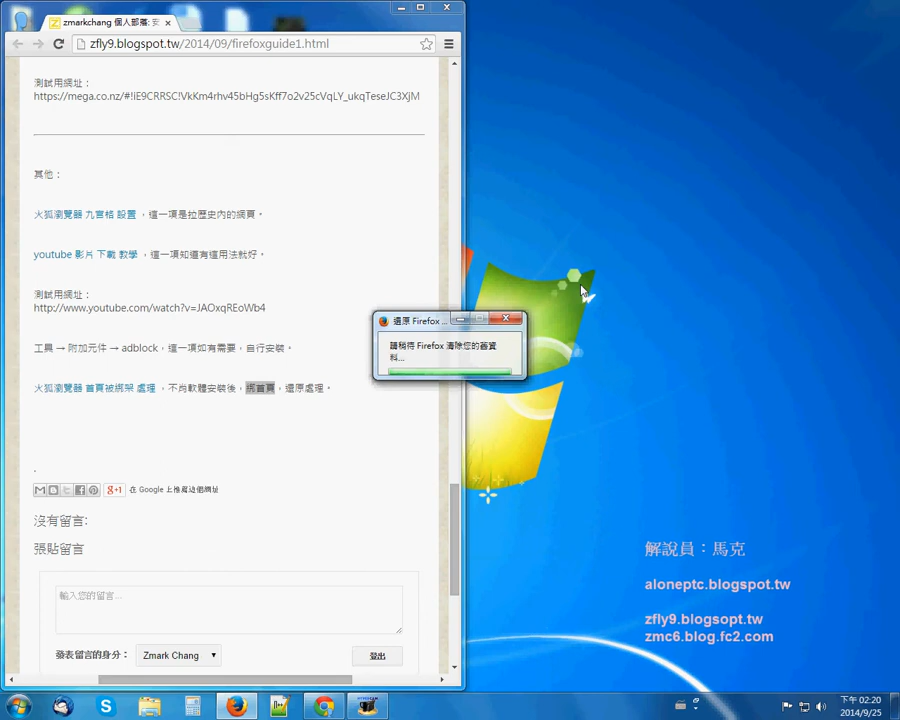 zmarkchang 個人部落: 安
zfly9.blogspot.tw/2014/09/firefoxguide1.html
測試用網址：
https://mega.co.nz/#!iE9CRRSC!VkKm4rhv45bHg5sKff7o2v25cVqLY_ukqTeseJC3XjM
其他：
火狐瀏覽器 九宮格 設置 ，這一項是拉歷史內的網頁。
youtube 影片 下載 教學 ，這一項知道有這用法就好。
測試用網址：
http://www.youtube.com/watch?v=JAOxqREoWb4
工具 → 附加元件 → adblock，這一項如有需要，自行安裝。
火狐瀏覽器 首頁被綁架 處理 ，不肖軟體安裝後，綁首頁，還原處理。
.
g+1 在 Google 上推薦這個網址
沒有留言:
張貼留言
輸入您的留言...
發表留言的身分：
Zmark Chang
登出
還原 Firefox ...
請稍待 Firefox 清除您的舊資
料...
解說員：馬克
aloneptc.blogspot.tw
zfly9.blogsopt.tw
zmc6.blog.fc2.com
下午 02:20
2014/9/25